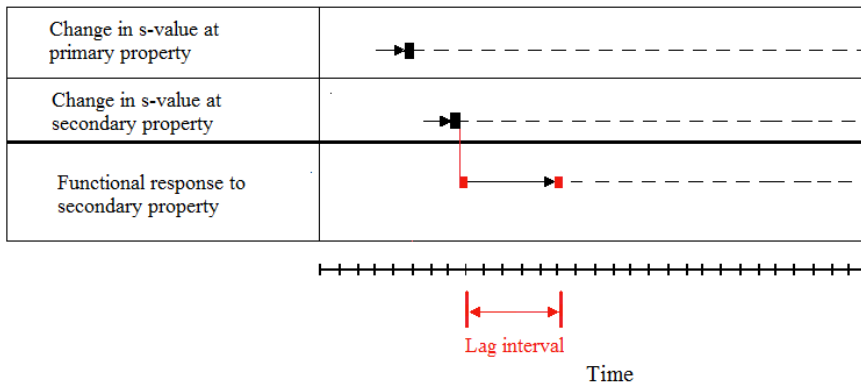 Change in s-value at
primary property
Change in s-value at
secondary property
Functional response to
secondary property
Lag interval
Time